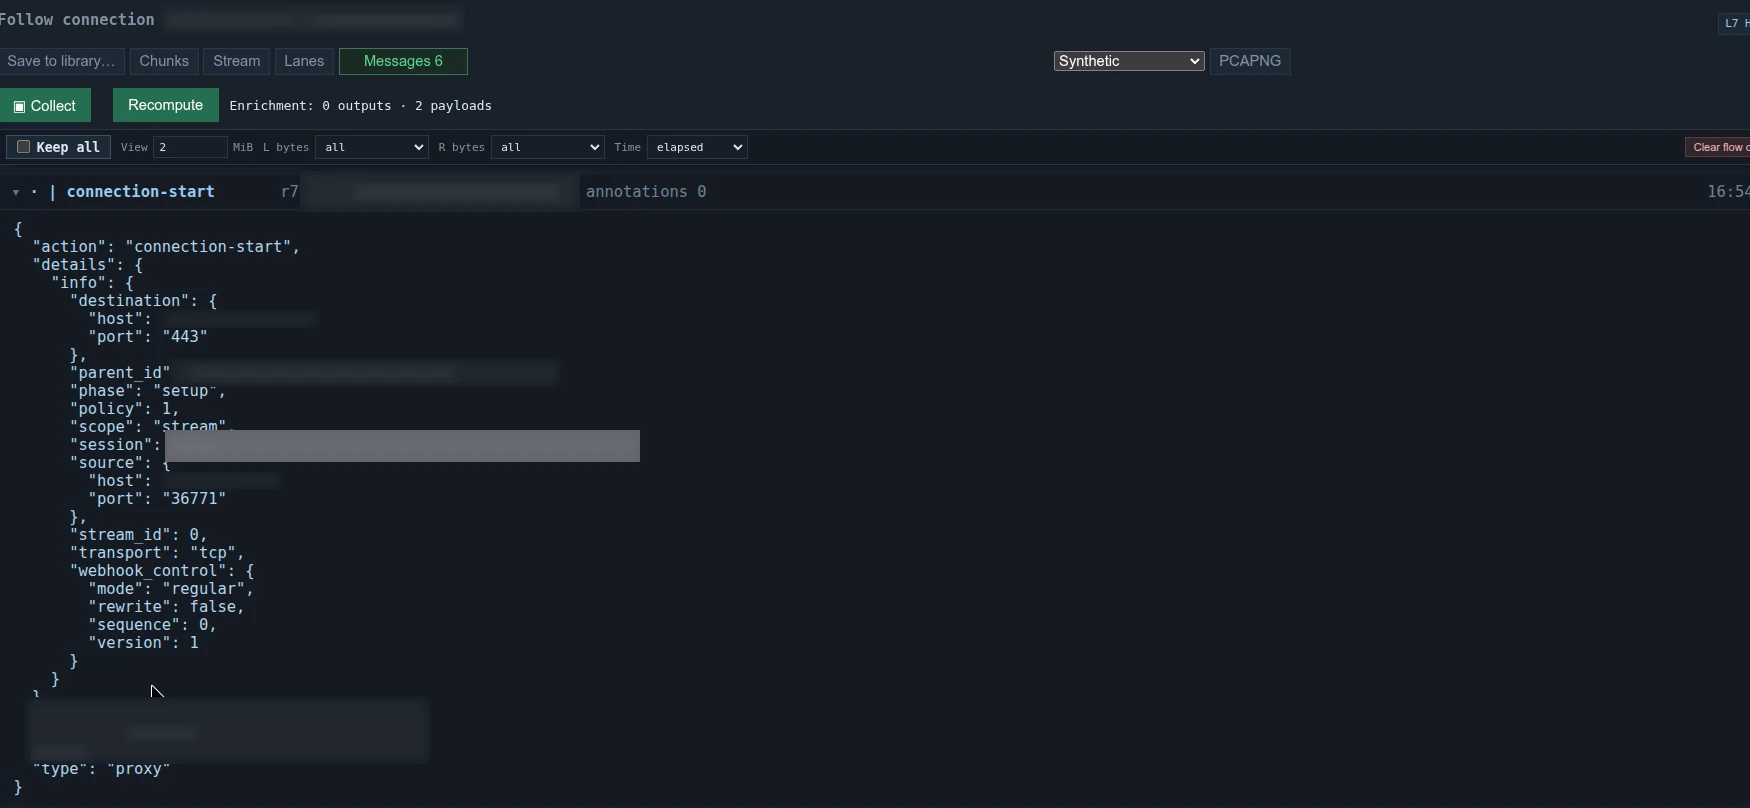 Follow connection
L7 H
Save to library… Chunks Stream Lanes Messages 6 Synthetic PCAPNG
▣ Collect Recompute Enrichment: 0 outputs · 2 payloads
Keep all View 2 MiB L bytes all R bytes all Time elapsed Clear flow
▾ · | connection-start r7 annotations 0 16:54
{
  "action": "connection-start",
  "details": {
    "info": {
      "destination": {
        "host":
        "port": "443"
      },
      "parent_id"
      "phase": "setup",
      "policy": 1,
      "scope": "stream",
      "session":
      "source": {
        "host":
        "port": "36771"
      },
      "stream_id": 0,
      "transport": "tcp",
      "webhook_control": {
        "mode": "regular",
        "rewrite": false,
        "sequence": 0,
        "version": 1
      }
    }
  }
  "type": "proxy"
}